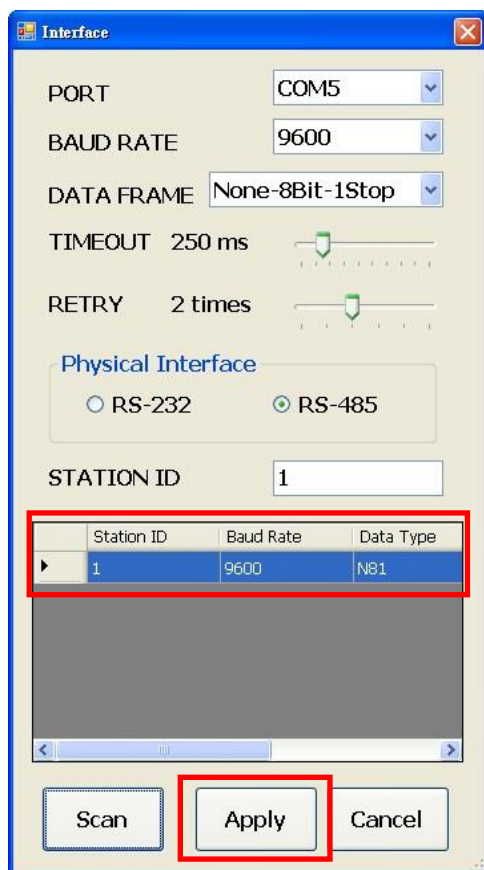 Interface
PORT COM5
BAUD RATE 9600
DATA FRAME None-8Bit-1Stop
TIMEOUT 250 ms
RETRY 2 times
Physical Interface
RS-232 RS-485
STATION ID 1
Station ID Baud Rate Data Type
1 9600 N81
Scan Apply Cancel